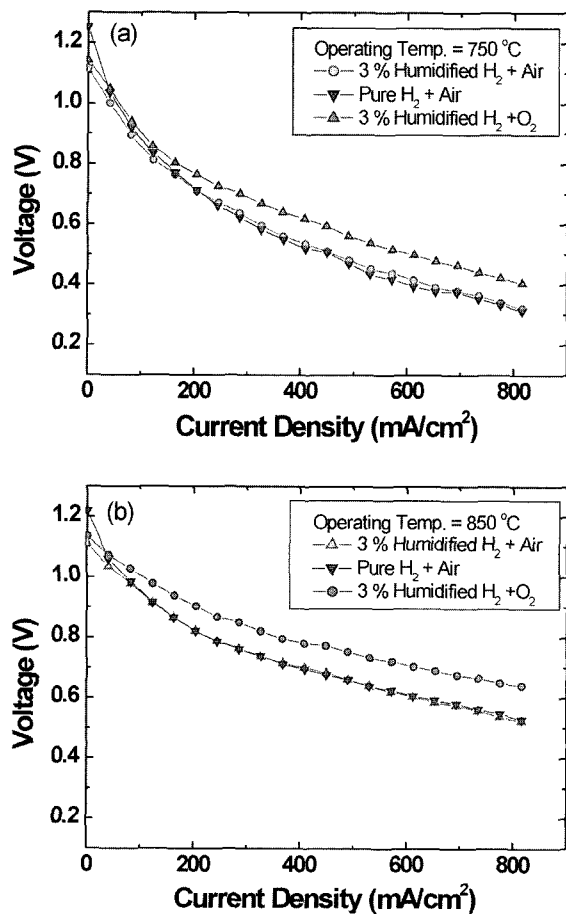 (a)
Operating Temp. = 750 °C
3 % Humidified H₂ + Air
Pure H₂ + Air
3 % Humidified H₂ +O₂
1.2
1.0
0.8
0.6
0.4
0.2
Voltage (V)
0 200 400 600 800
Current Density (mA/cm²)
(b)
Operating Temp. = 850 °C
3 % Humidified H₂ + Air
Pure H₂ + Air
3 % Humidified H₂ +O₂
1.2
1.0
0.8
0.6
0.4
0.2
0.0
Voltage (V)
0 200 400 600 800
Current Density (mA/cm²)